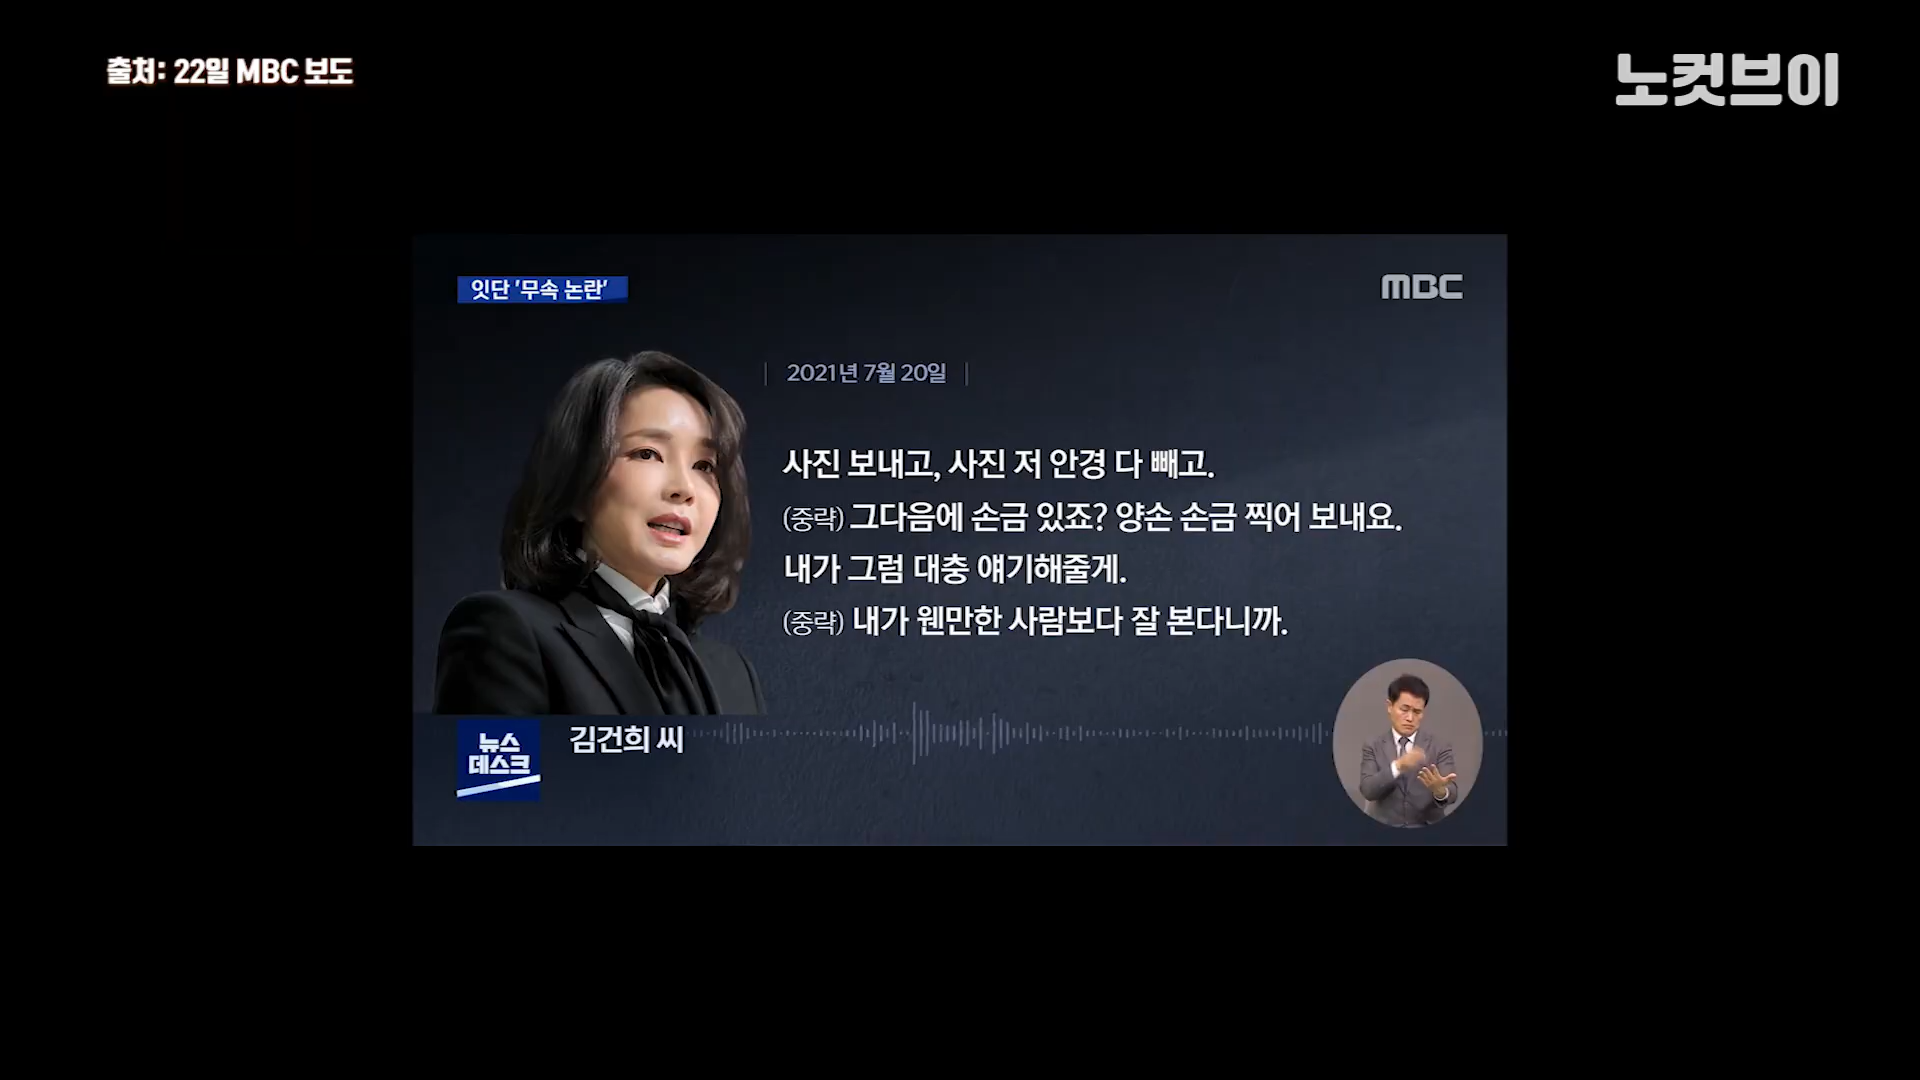 출처: 22일 MBC 보도
노컷브이
잇단 '무속 논란'
MBC
2021년 7월 20일
사진 보내고, 사진 저 안경 다 빼고.
(중략) 그다음에 손금 있죠? 양손 손금 찍어 보내요.
내가 그럼 대충 얘기해줄게.
(중략) 내가 웬만한 사람보다 잘 본다니까.
김건희 씨
뉴스
데스크